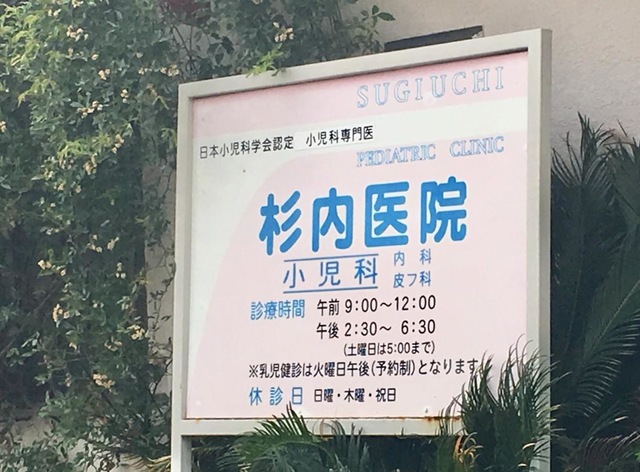 SUGIUCHI
日本小児科学会認定 小児科専門医
PEDIATRIC CLINIC
杉内医院
小児科 内科
皮フ科
診療時間 午前 9:00〜12:00
午後 2:30〜 6:30
(土曜日は5:00まで)
※乳児健診は火曜日午後(予約制)となります
休診日 日曜・木曜・祝日